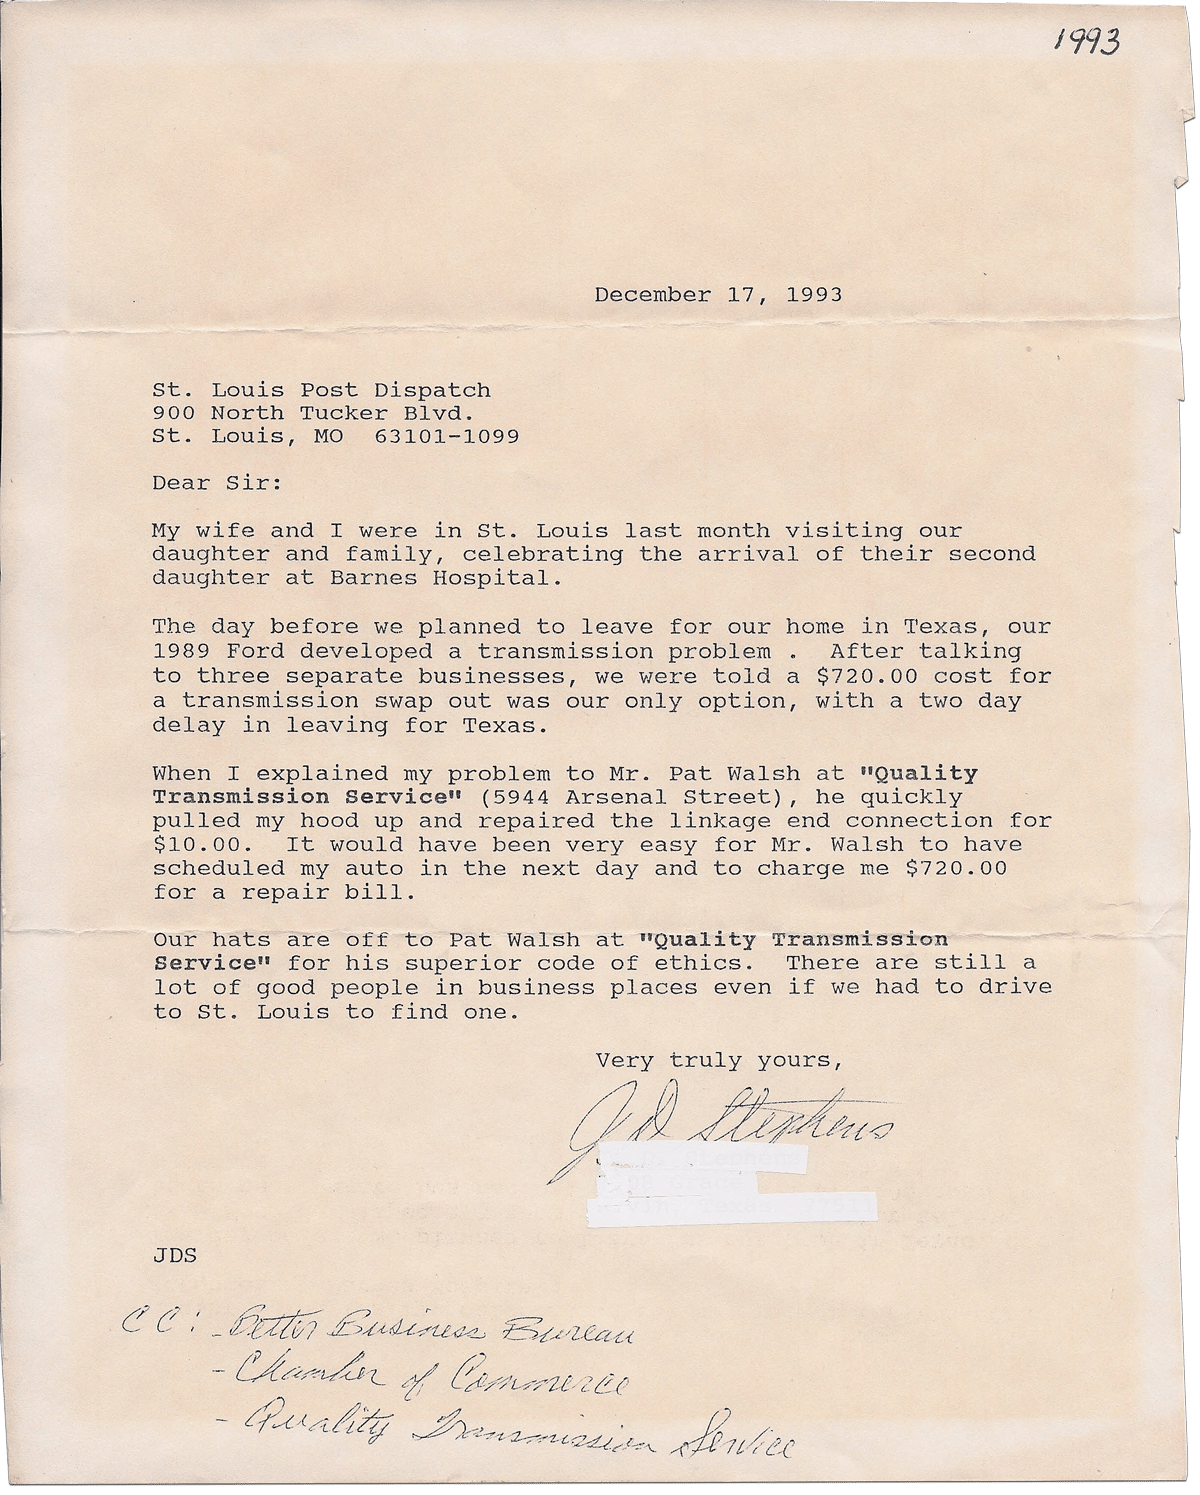 1993
December 17, 1993
St. Louis Post Dispatch
900 North Tucker Blvd.
St. Louis, MO  63101-1099
Dear Sir:
My wife and I were in St. Louis last month visiting our
daughter and family, celebrating the arrival of their second
daughter at Barnes Hospital.
The day before we planned to leave for our home in Texas, our
1989 Ford developed a transmission problem .  After talking
to three separate businesses, we were told a $720.00 cost for
a transmission swap out was our only option, with a two day
delay in leaving for Texas.
When I explained my problem to Mr. Pat Walsh at "Quality
Transmission Service" (5944 Arsenal Street), he quickly
pulled my hood up and repaired the linkage end connection for
$10.00.  It would have been very easy for Mr. Walsh to have
scheduled my auto in the next day and to charge me $720.00
for a repair bill.
Our hats are off to Pat Walsh at "Quality Transmission
Service" for his superior code of ethics.  There are still a
lot of good people in business places even if we had to drive
to St. Louis to find one.
Very truly yours,
J D Stephens
JDS
CC: - Better Business Bureau
- Chamber of Commerce
- Quality Transmission Service